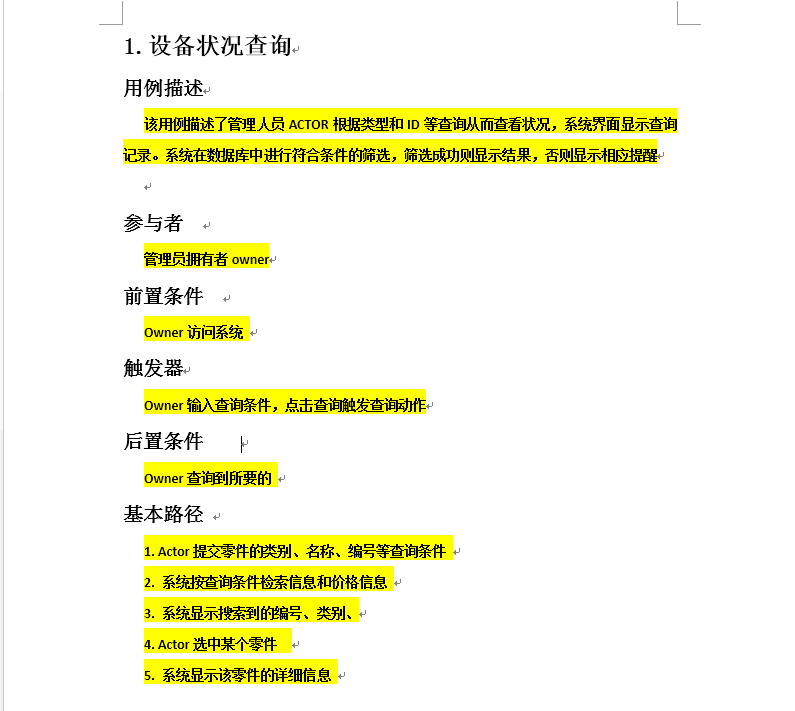 1. 设备状况查询
用例描述
该用例描述了管理人员 ACTOR 根据类型和 ID 等查询从而查看状况，系统界面显示查询
记录。系统在数据库中进行符合条件的筛选，筛选成功则显示结果，否则显示相应提醒
参与者
管理员拥有者 owner
前置条件
Owner 访问系统
触发器
Owner 输入查询条件，点击查询触发查询动作
后置条件
Owner 查询到所要的
基本路径
1. Actor 提交零件的类别、名称、编号等查询条件
2. 系统按查询条件检索信息和价格信息
3. 系统显示搜索到的编号、类别、
4. Actor 选中某个零件
5. 系统显示该零件的详细信息